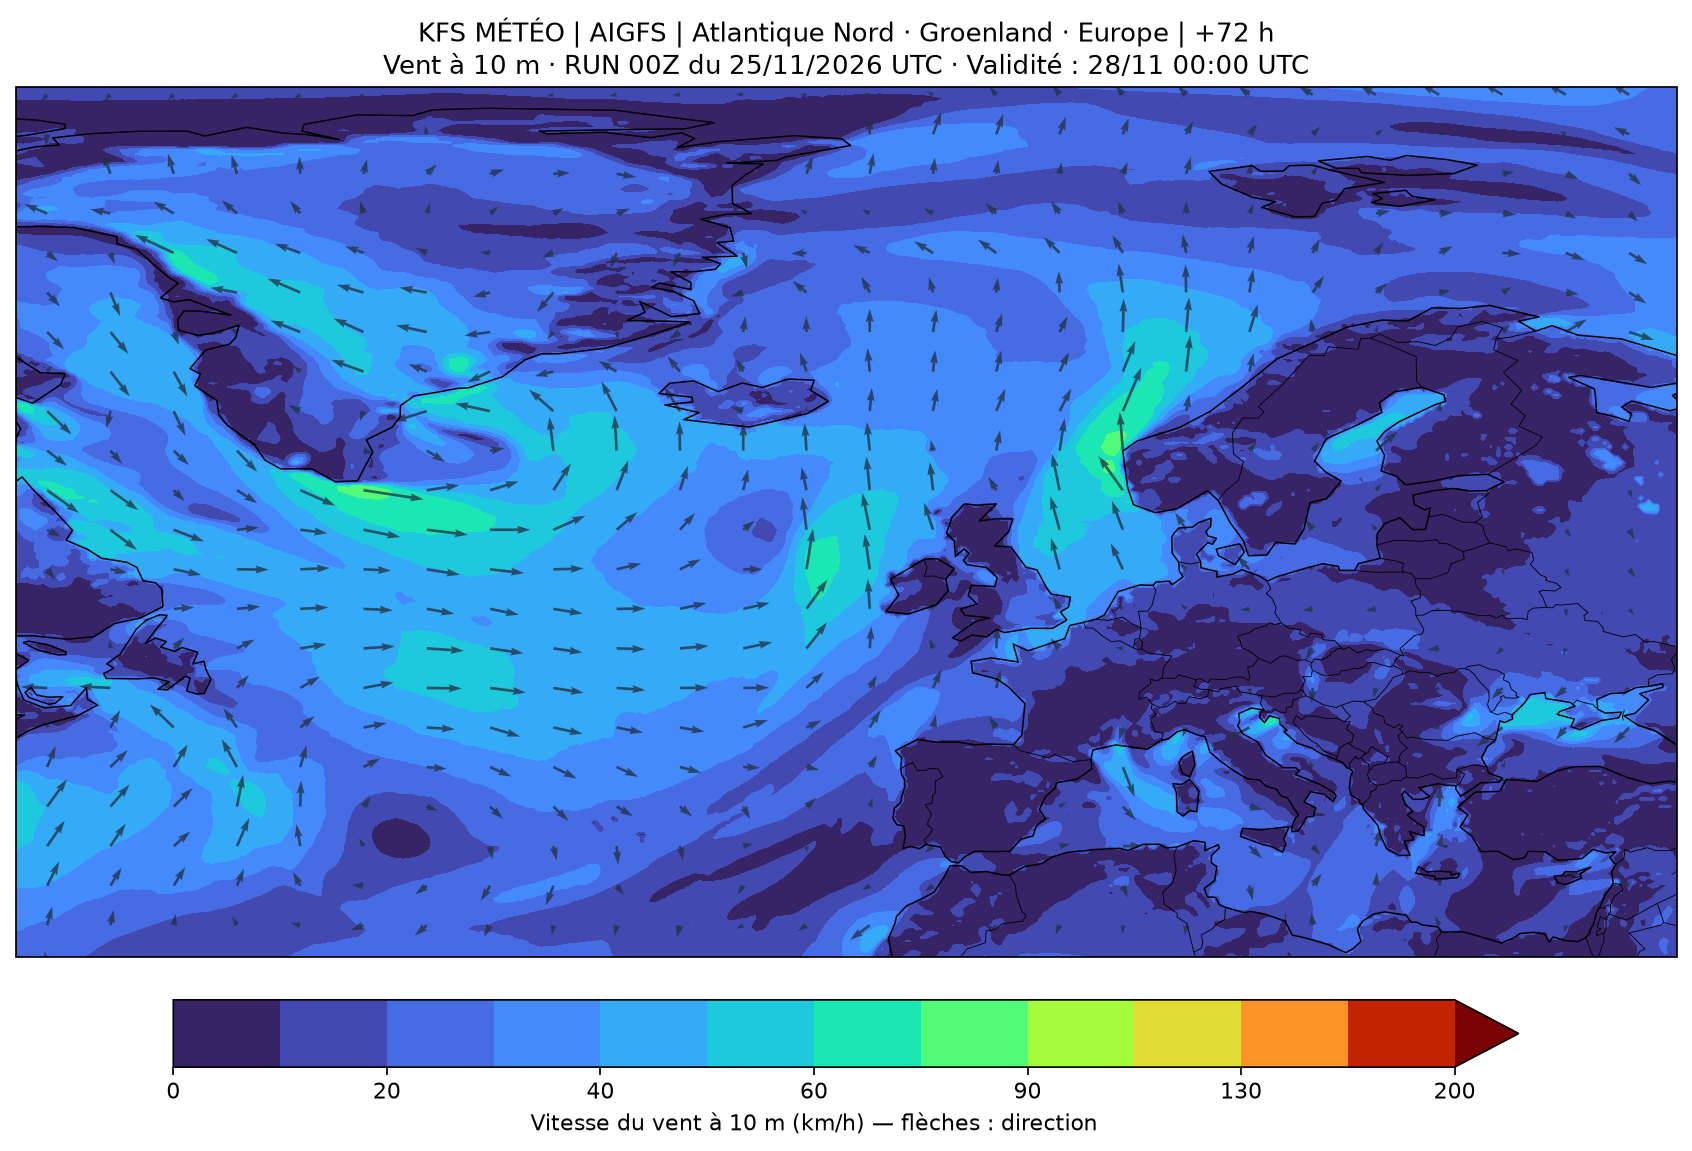 KFS MÉTÉO | AIGFS | Atlantique Nord · Groenland · Europe | +72 h
Vent à 10 m · RUN 00Z du 25/11/2026 UTC · Validité : 28/11 00:00 UTC
0 20 40 60 90 130 200
Vitesse du vent à 10 m (km/h) — flèches : direction